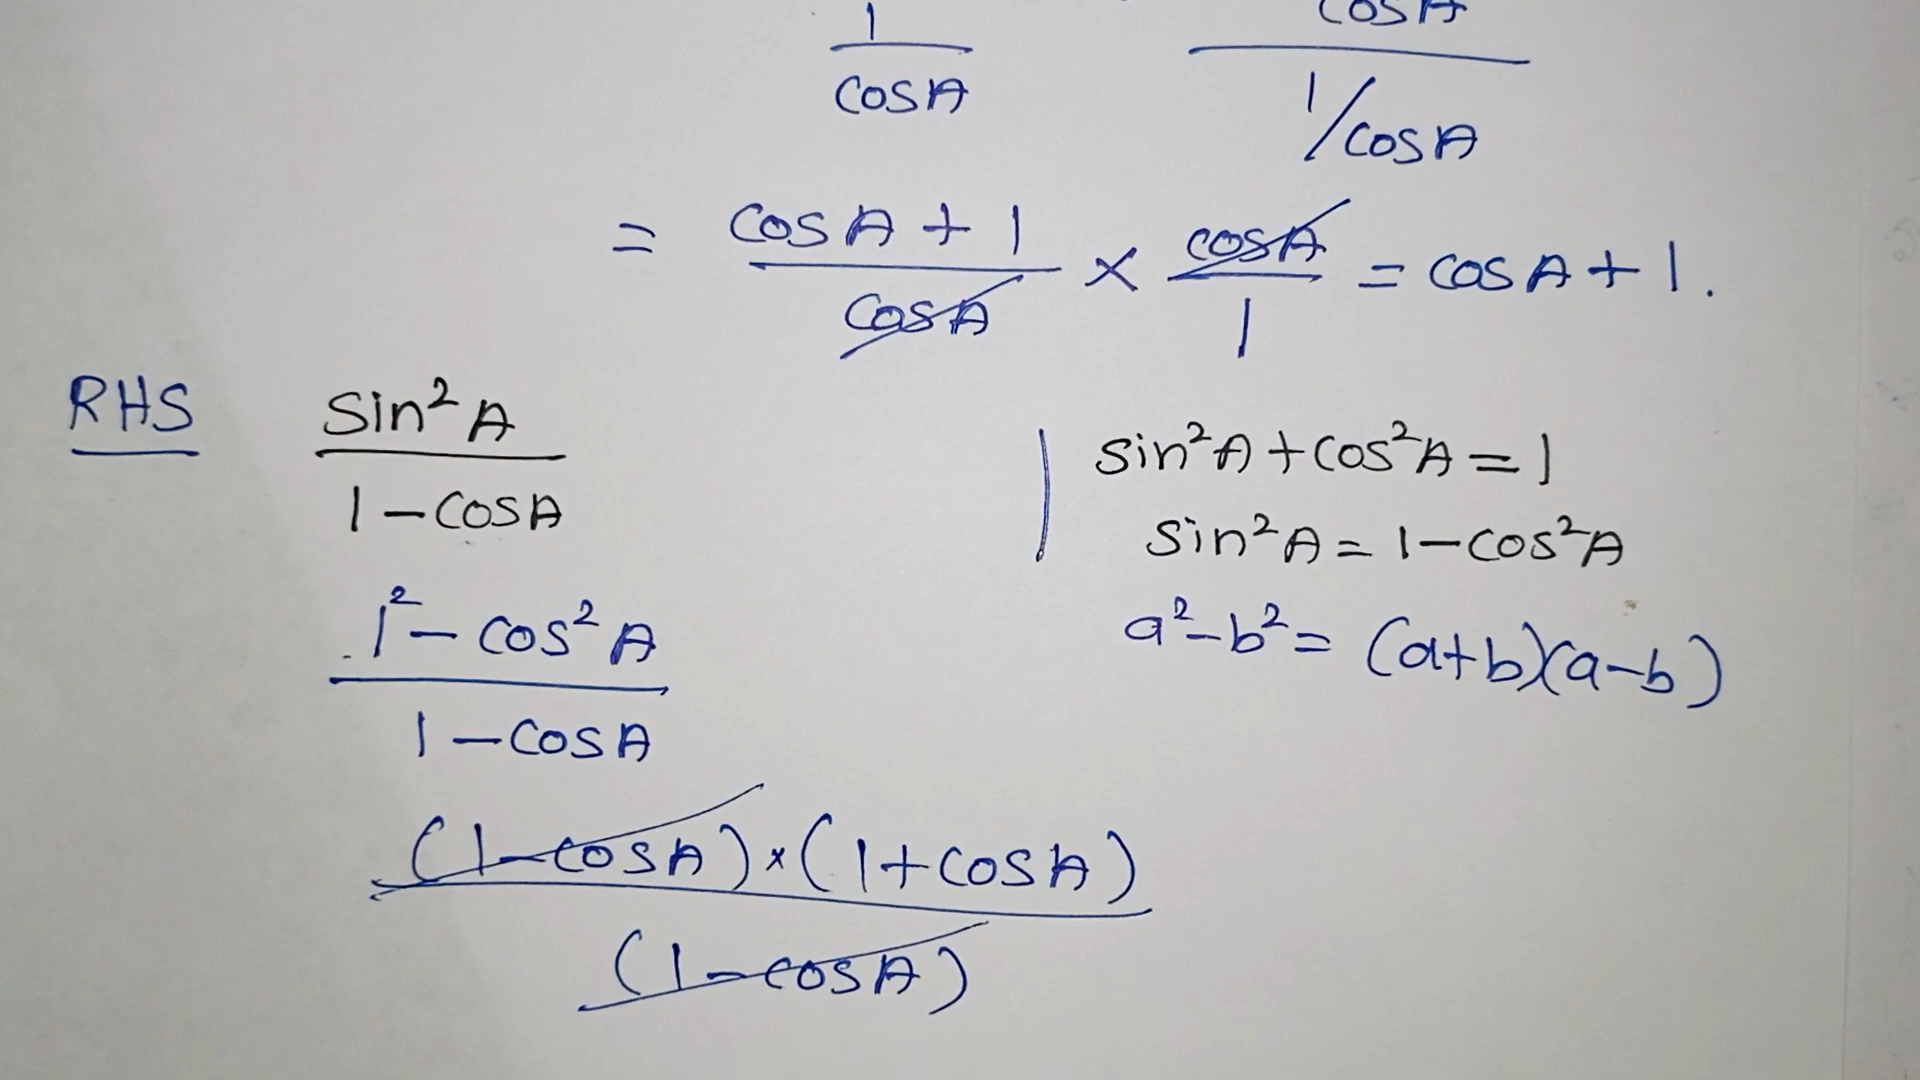 1 cosA
cosA 1/cosA
= cosA + 1 / cosA × cosA / 1 = cosA + 1.
RHS sin²A / 1 - cosA
sin²A + cos²A = 1
sin²A = 1 - cos²A
1² - cos²A / 1 - cosA
a² - b² = (a+b)(a-b)
(1 - cosA) × (1 + cosA)
(1 - cosA)